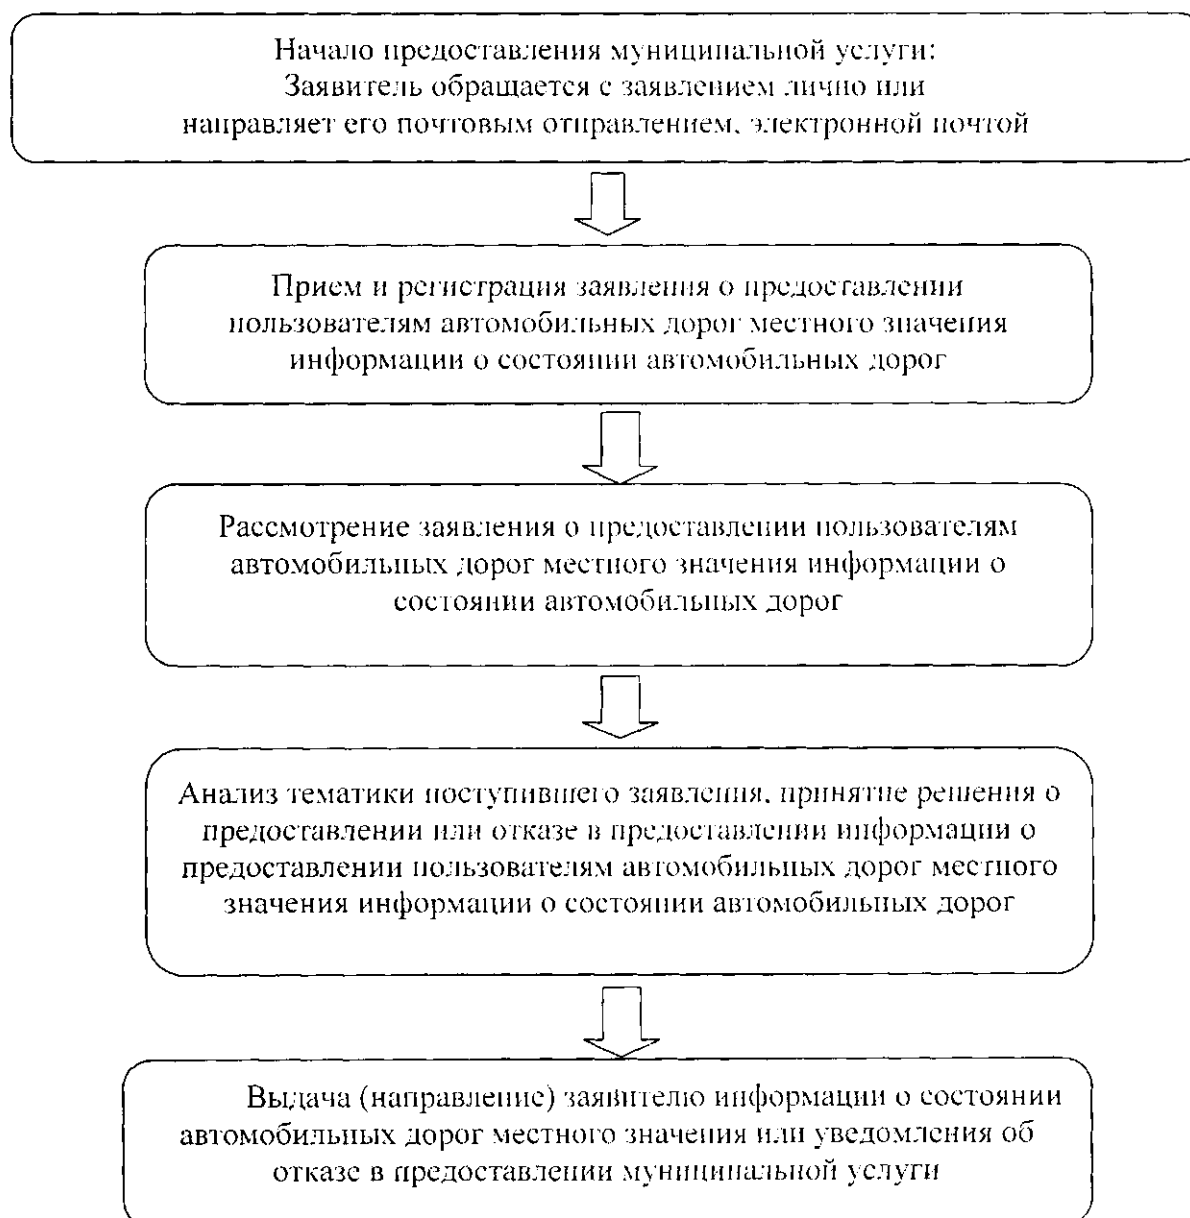 Начало предоставления муниципальной услуги:
Заявитель обращается с заявлением лично или
направляет его почтовым отправлением, электронной почтой
Прием и регистрация заявления о предоставлении
пользователям автомобильных дорог местного значения
информации о состоянии автомобильных дорог
Рассмотрение заявления о предоставлении пользователям
автомобильных дорог местного значения информации о
состоянии автомобильных дорог
Анализ тематики поступившего заявления, принятие решения о
предоставлении или отказе в предоставлении информации о
предоставлении пользователям автомобильных дорог местного
значения информации о состоянии автомобильных дорог
Выдача (направление) заявителю информации о состоянии
автомобильных дорог местного значения или уведомления об
отказе в предоставлении муниципальной услуги